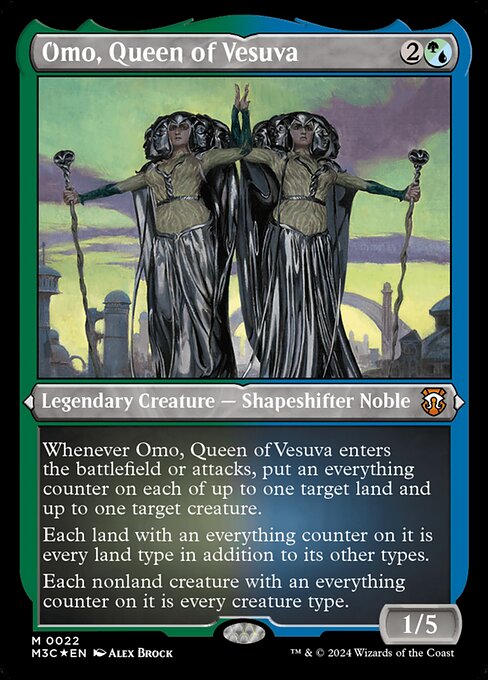 Omo, Queen of Vesuva 2
Legendary Creature — Shapeshifter Noble
Whenever Omo, Queen of Vesuva enters
the battlefield or attacks, put an everything
counter on each of up to one target land and
up to one target creature.
Each land with an everything counter on it is
every land type in addition to its other types.
Each nonland creature with an everything
counter on it is every creature type.
1/5
M 0022
M3C★EN Alex Brock ™ & © 2024 Wizards of the Coast